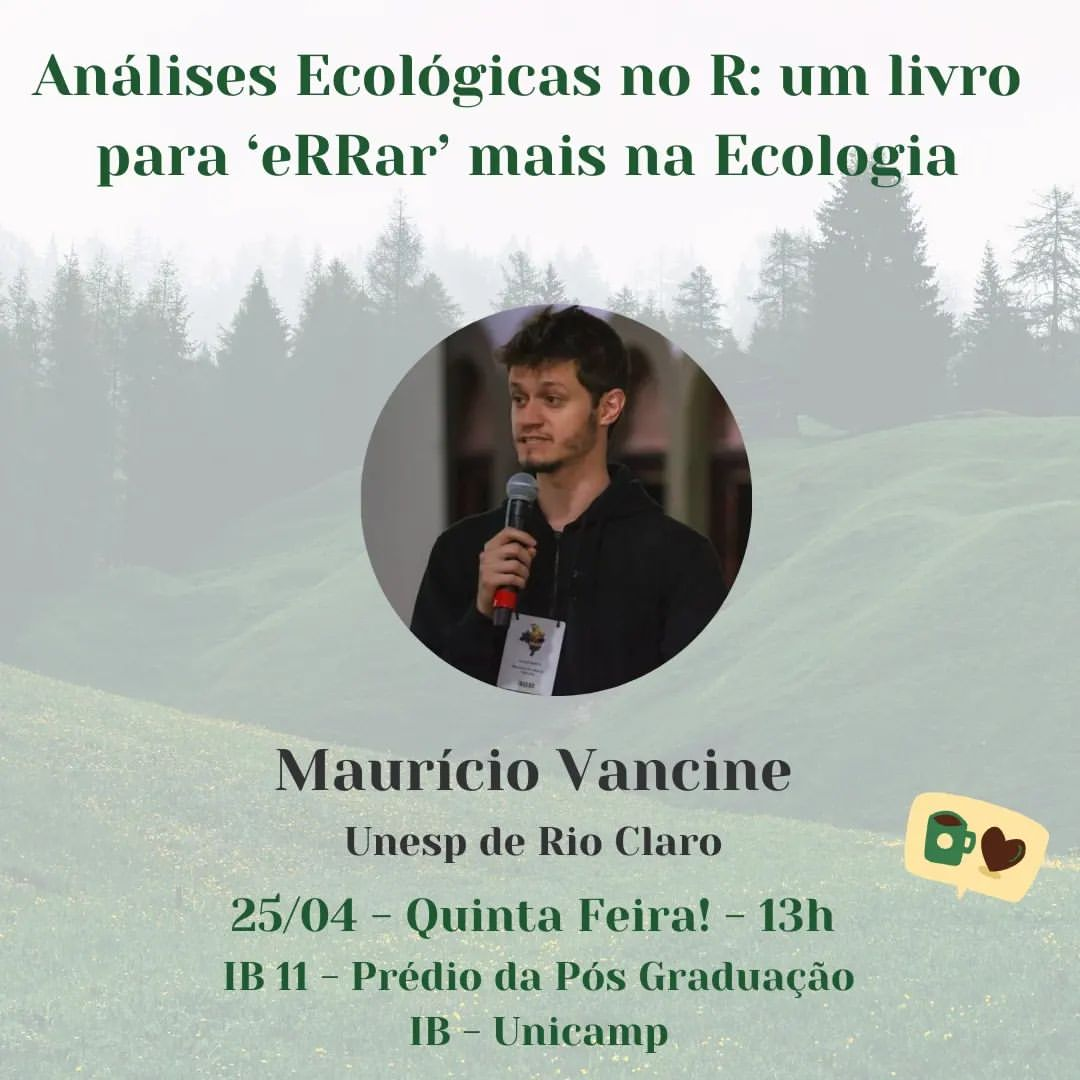 Análises Ecológicas no R: um livro
para ‘eRRar’ mais na Ecologia
Maurício Vancine
Unesp de Rio Claro
25/04 - Quinta Feira! - 13h
IB 11 - Prédio da Pós Graduação
IB - Unicamp